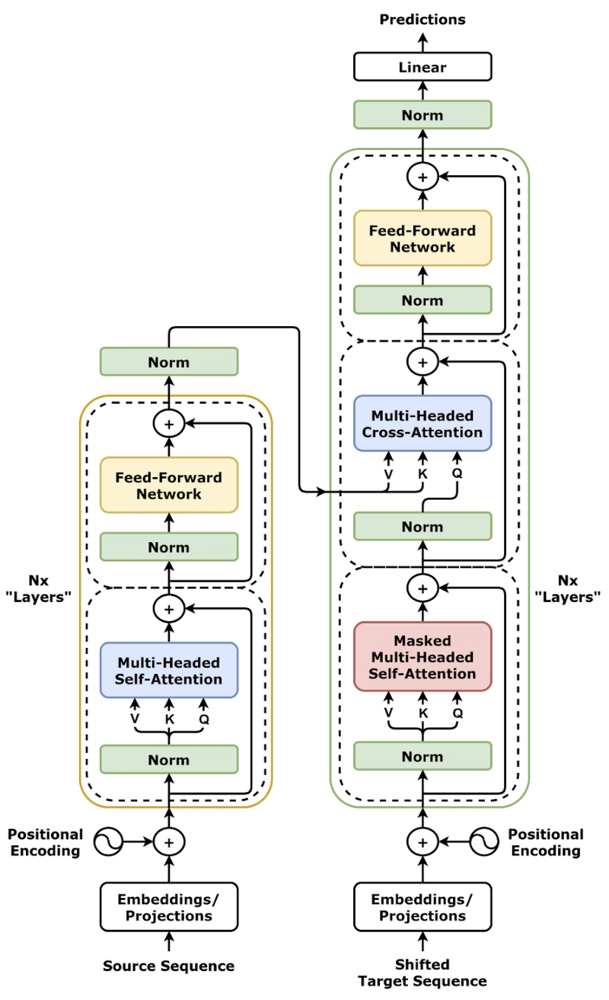 Predictions
Linear
Norm
+
Feed-Forward
Network
Norm
+
Multi-Headed
Cross-Attention
V K Q
Norm
+
Masked
Multi-Headed
Self-Attention
V K Q
Norm
Nx
"Layers"
+
Positional
Encoding
Embeddings/
Projections
Shifted
Target Sequence
Norm
+
Feed-Forward
Network
Norm
Nx
"Layers"
+
Multi-Headed
Self-Attention
V K Q
Norm
Positional
Encoding
+
Embeddings/
Projections
Source Sequence